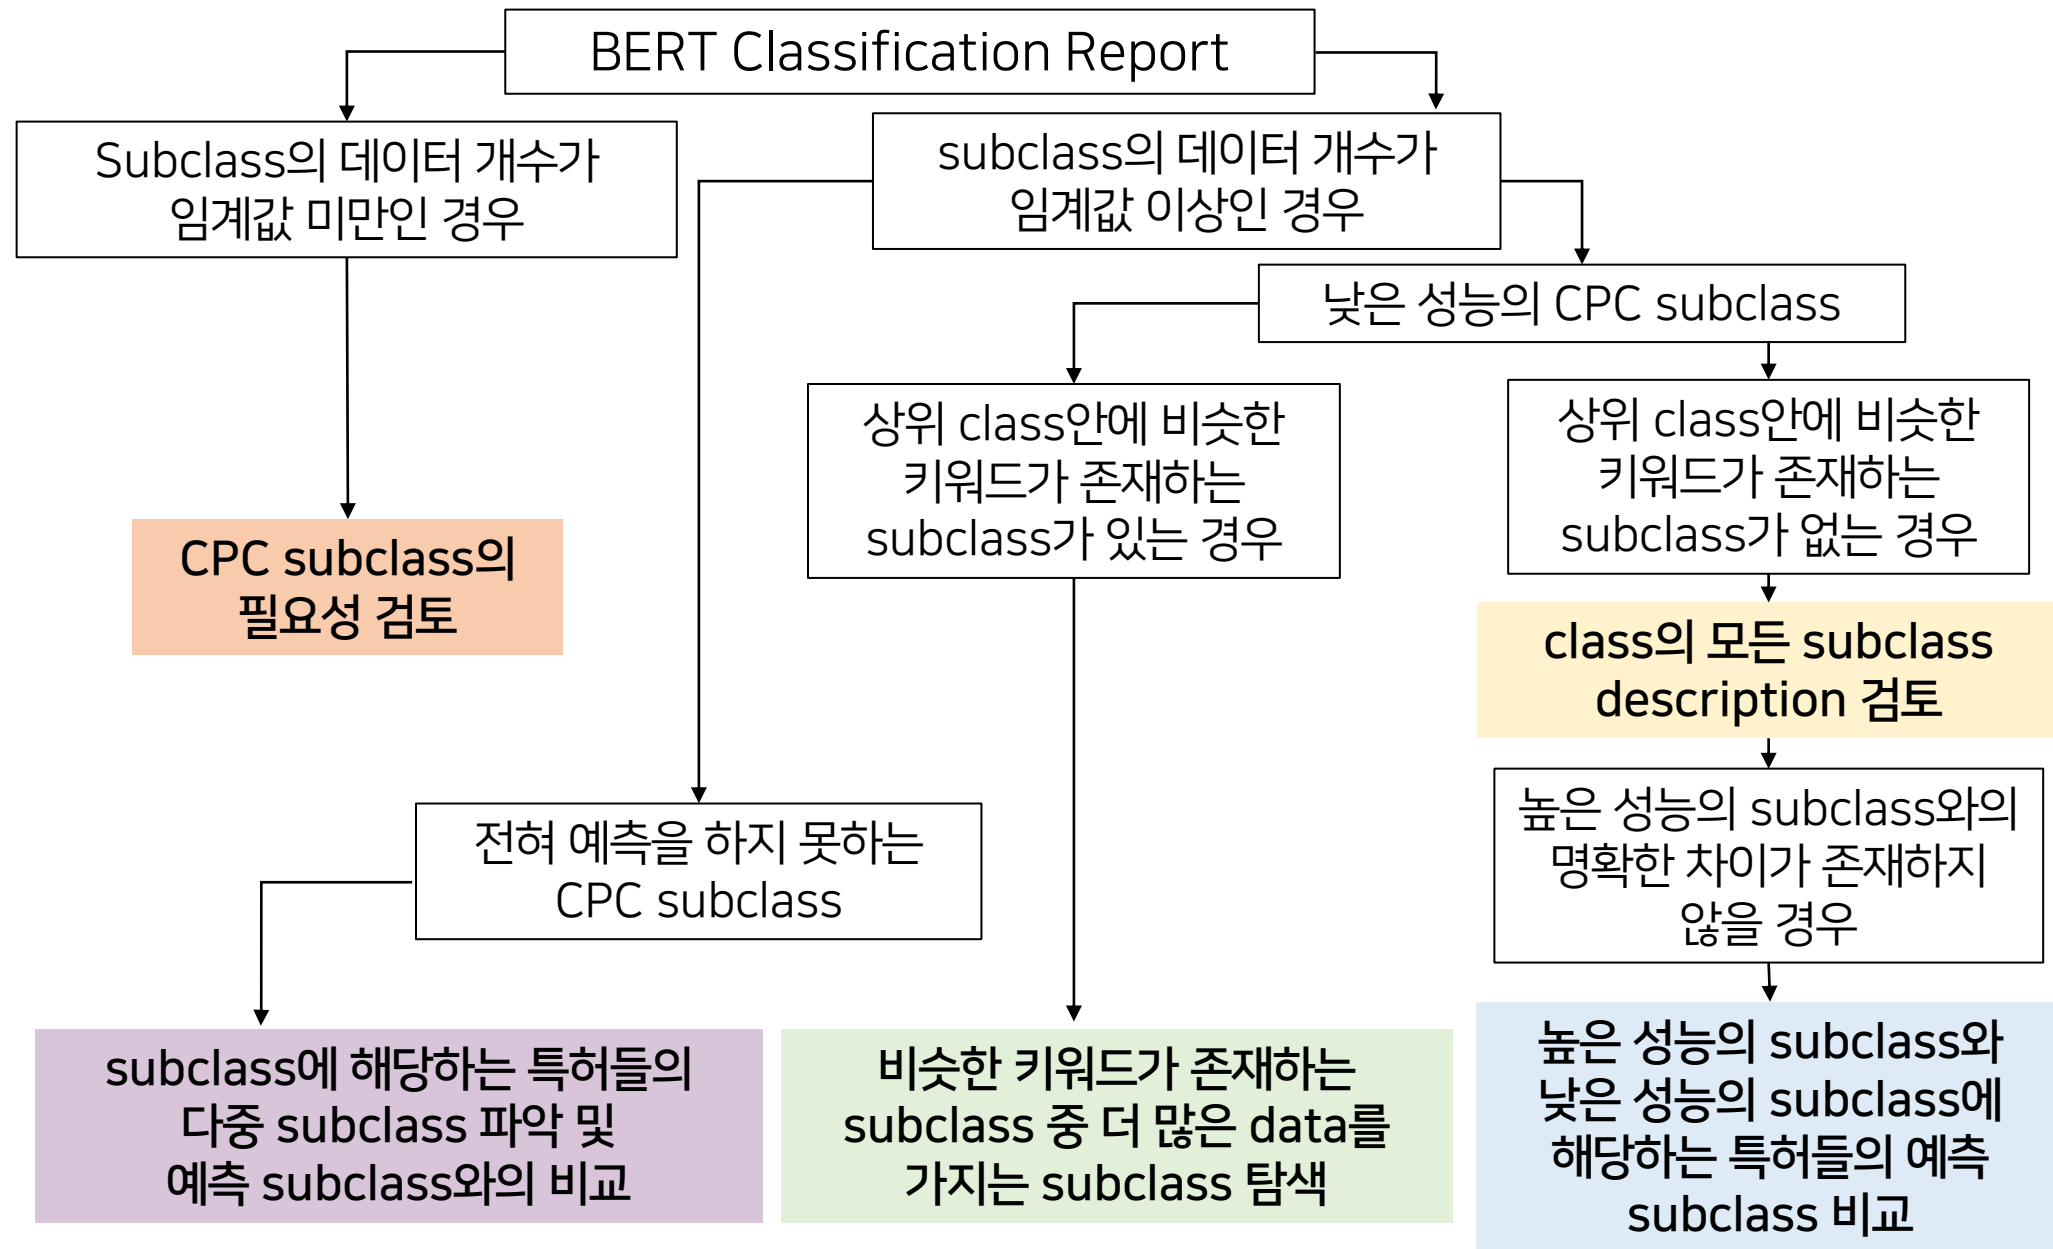 BERT Classification Report
Subclass의 데이터 개수가
임계값 미만인 경우
subclass의 데이터 개수가
임계값 이상인 경우
낮은 성능의 CPC subclass
상위 class안에 비슷한
키워드가 존재하는
subclass가 있는 경우
상위 class안에 비슷한
키워드가 존재하는
subclass가 없는 경우
CPC subclass의
필요성 검토
class의 모든 subclass
description 검토
전혀 예측을 하지 못하는
CPC subclass
높은 성능의 subclass와의
명확한 차이가 존재하지
않을 경우
subclass에 해당하는 특허들의
다중 subclass 파악 및
예측 subclass와의 비교
비슷한 키워드가 존재하는
subclass 중 더 많은 data를
가지는 subclass 탐색
높은 성능의 subclass와
낮은 성능의 subclass에
해당하는 특허들의 예측
subclass 비교